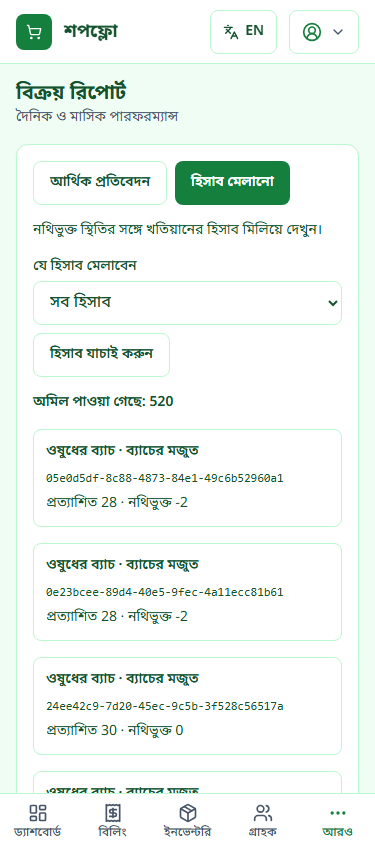 শপফ্লো
EN
বিক্রয় রিপোর্ট
দৈনিক ও মাসিক পারফরম্যান্স
আর্থিক প্রতিবেদন
হিসাব মেলানো
নথিভুক্ত স্থিতির সঙ্গে খতিয়ানের হিসাব মিলিয়ে দেখুন।
যে হিসাব মেলাবেন
সব হিসাব
হিসাব যাচাই করুন
অমিল পাওয়া গেছে: 520
ওষুধের ব্যাচ · ব্যাচের মজুত
05e0d5df-8c88-4873-84e1-49c6b52960a1
প্রত্যাশিত 28 · নথিভুক্ত -2
ওষুধের ব্যাচ · ব্যাচের মজুত
0e23bcee-89d4-40e5-9fec-4a11ecc81b61
প্রত্যাশিত 28 · নথিভুক্ত -2
ওষুধের ব্যাচ · ব্যাচের মজুত
24ee42c9-7d20-45ec-9c5b-3f528c56517a
প্রত্যাশিত 30 · নথিভুক্ত 0
ওষুধের ব্যাচ · ব্যাচের মজুত
ড্যাশবোর্ড
বিলিং
ইনভেন্টরি
গ্রাহক
আরও